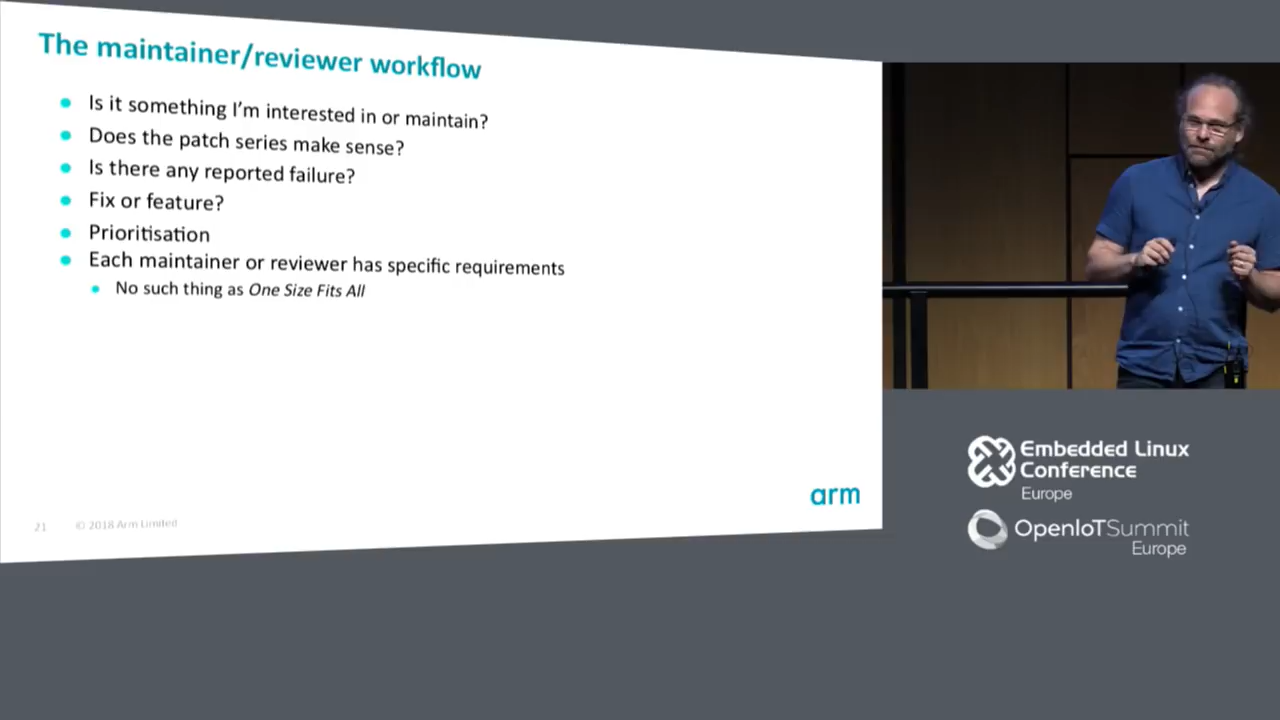 The maintainer/reviewer workflow
Is it something I'm interested in or maintain?
Does the patch series make sense?
Is there any reported failure?
Fix or feature?
Prioritisation
Each maintainer or reviewer has specific requirements
No such thing as One Size Fits All
arm
21 © 2018 Arm Limited
Embedded Linux
Conference
Europe
OpenIoTSummit
Europe